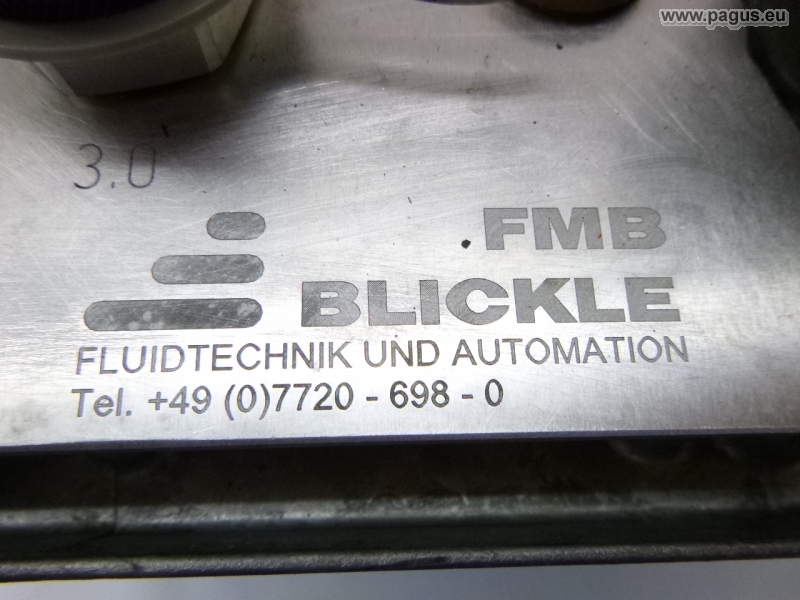 www.pagus.eu
3.0
FMB
BLICKLE
FLUIDTECHNIK UND AUTOMATION
Tel. +49 (0)7720 - 698 - 0